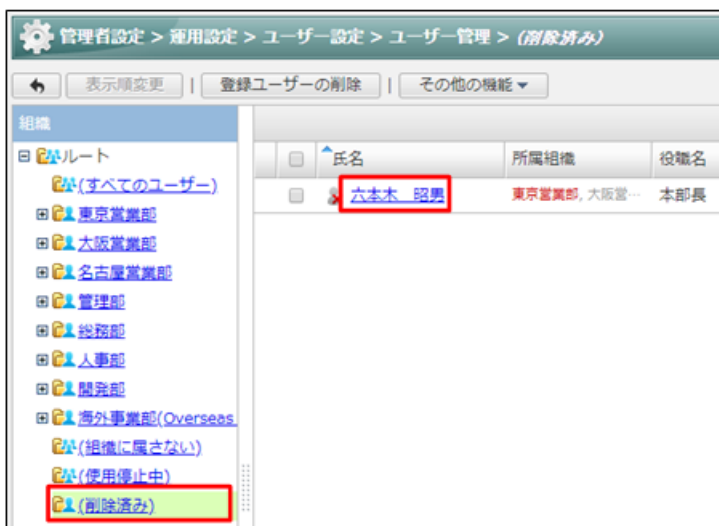 管理者設定 > 運用設定 > ユーザー設定 > ユーザー管理 > (削除済み)
表示順変更 | 登録ユーザーの削除 | その他の機能▼
組織
ルート
(すべてのユーザー)
東京営業部
大阪営業部
名古屋営業部
管理部
総務部
人事部
開発部
海外事業部(Overseas
(組織に属さない)
(使用停止中)
(削除済み)
氏名 所属組織 役職名
六本木　昭男 東京営業部, 大阪営… 本部長